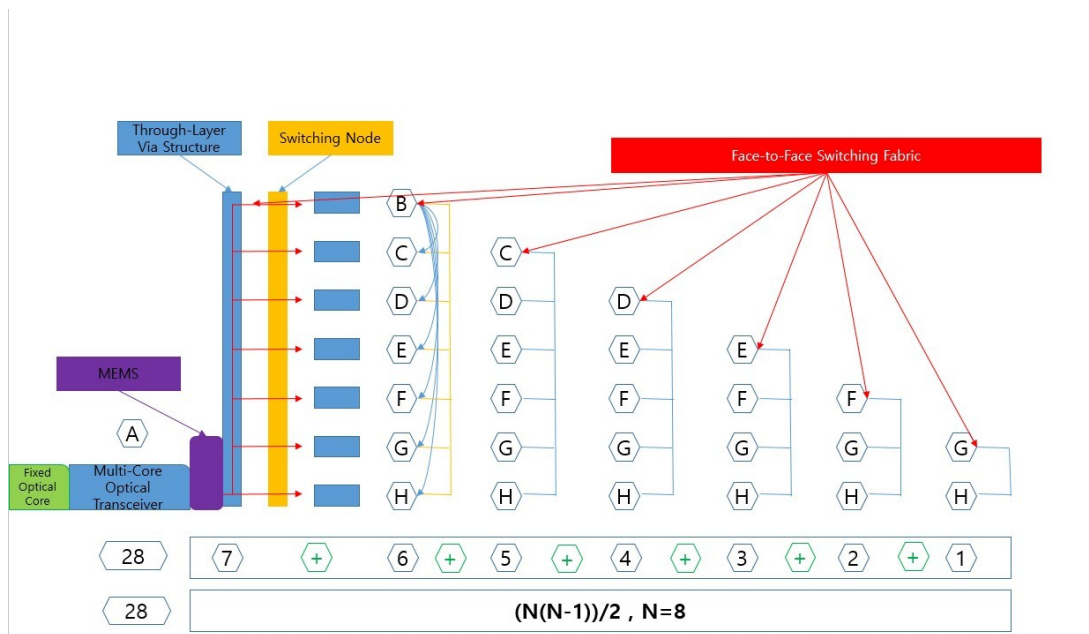 Through-Layer
Via Structure
Switching Node
Face-to-Face Switching Fabric
B
C
C
D
D
D
E
E
E
E
MEMS
F
F
F
F
F
A
G
G
G
G
G
G
Fixed
Optical
Core
Multi-Core
Optical
Transceiver
H
H
H
H
H
H
28
7
+
6
+
5
+
4
+
3
+
2
+
1
28
(N(N-1))/2 , N=8